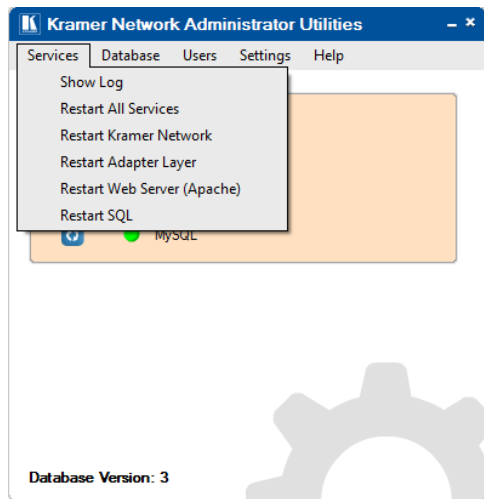 Kramer Network Administrator Utilities
Services Database Users Settings Help
Show Log
Restart All Services
Restart Kramer Network
Restart Adapter Layer
Restart Web Server (Apache)
Restart SQL
MySQL
Database Version: 3